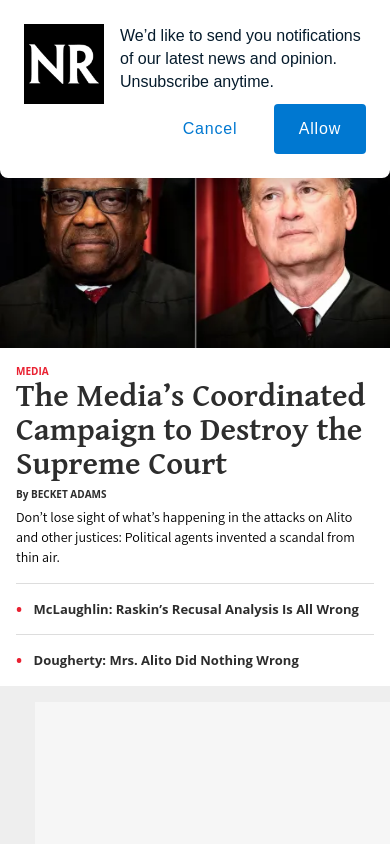 NR
We’d like to send you notifications
of our latest news and opinion.
Unsubscribe anytime.
Cancel
Allow
MEDIA
The Media’s Coordinated
Campaign to Destroy the
Supreme Court
By BECKET ADAMS
Don’t lose sight of what’s happening in the attacks on Alito
and other justices: Political agents invented a scandal from
thin air.
• McLaughlin: Raskin’s Recusal Analysis Is All Wrong
• Dougherty: Mrs. Alito Did Nothing Wrong